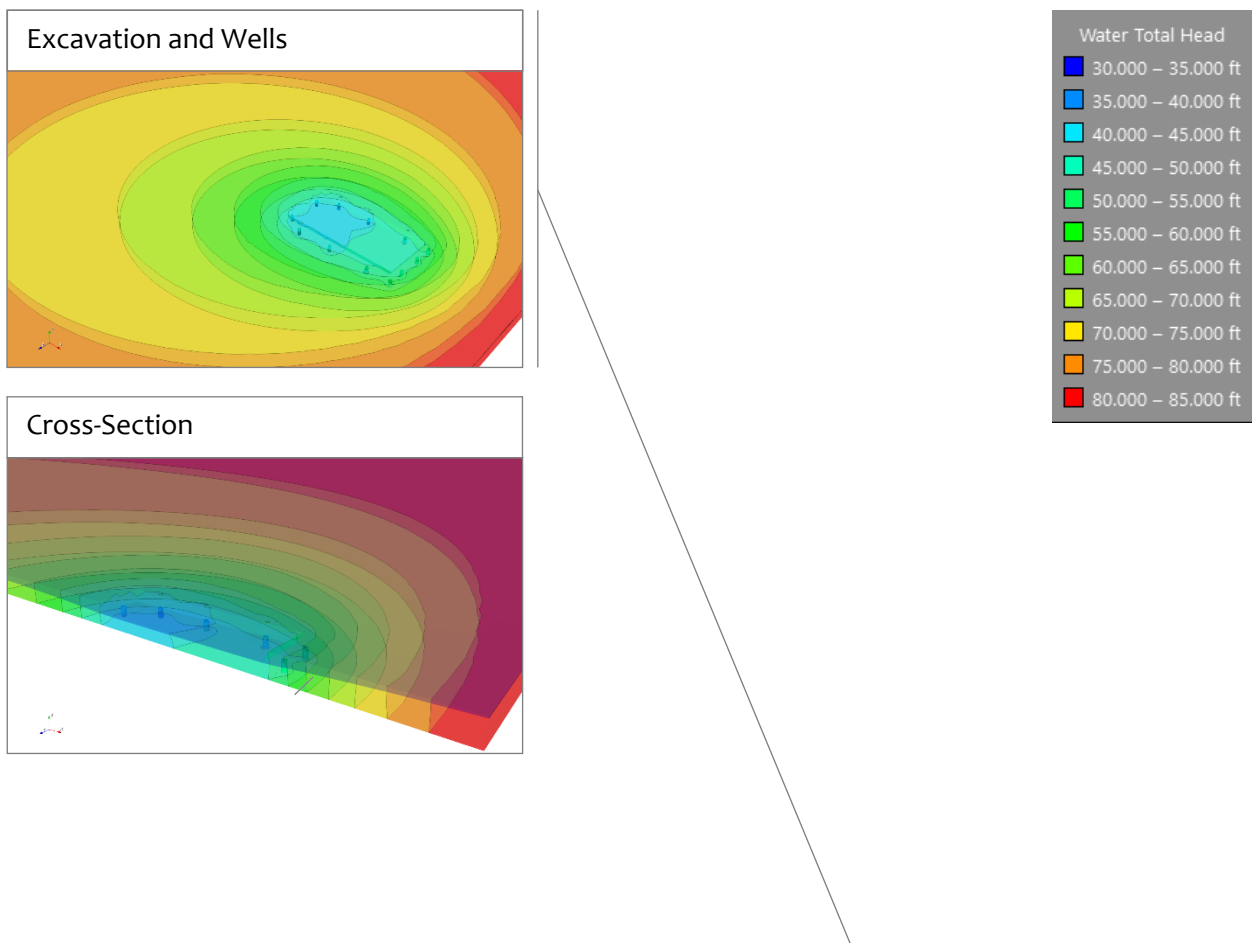 Excavation and Wells
Cross-Section
Water Total Head
30.000 – 35.000 ft
35.000 – 40.000 ft
40.000 – 45.000 ft
45.000 – 50.000 ft
50.000 – 55.000 ft
55.000 – 60.000 ft
60.000 – 65.000 ft
65.000 – 70.000 ft
70.000 – 75.000 ft
75.000 – 80.000 ft
80.000 – 85.000 ft